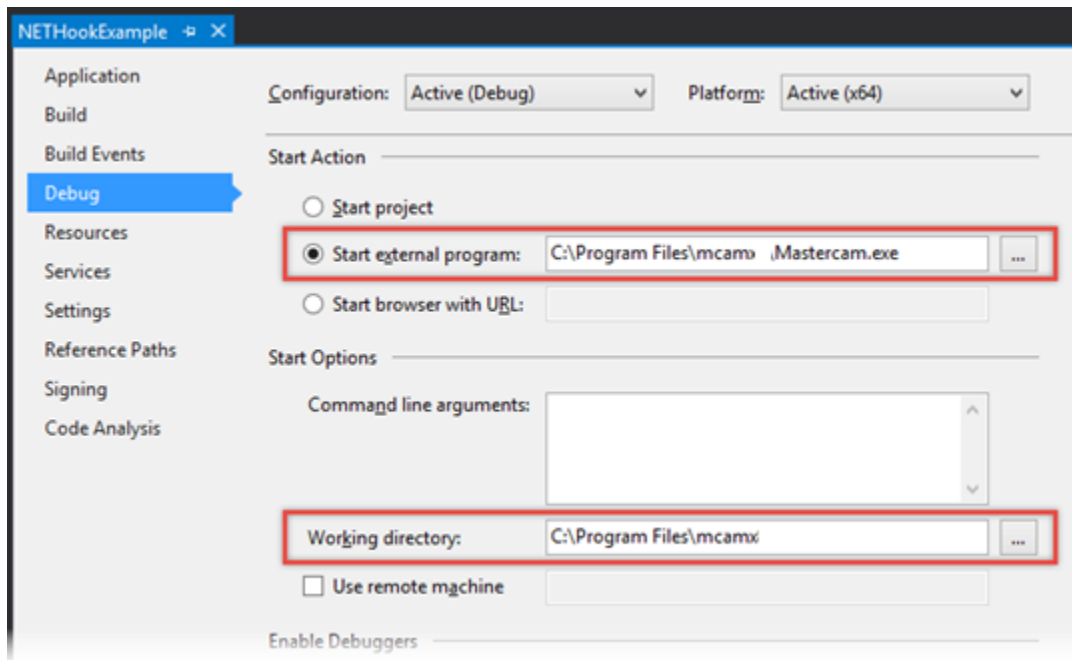 NETHookExample
Application
Build
Build Events
Debug
Resources
Services
Settings
Reference Paths
Signing
Code Analysis
Configuration: Active (Debug) Platform: Active (x64)
Start Action
Start project
Start external program: C:\Program Files\mcamx \Mastercam.exe ...
Start browser with URL:
Start Options
Command line arguments:
Working directory: C:\Program Files\mcamx ...
Use remote machine
Enable Debuggers